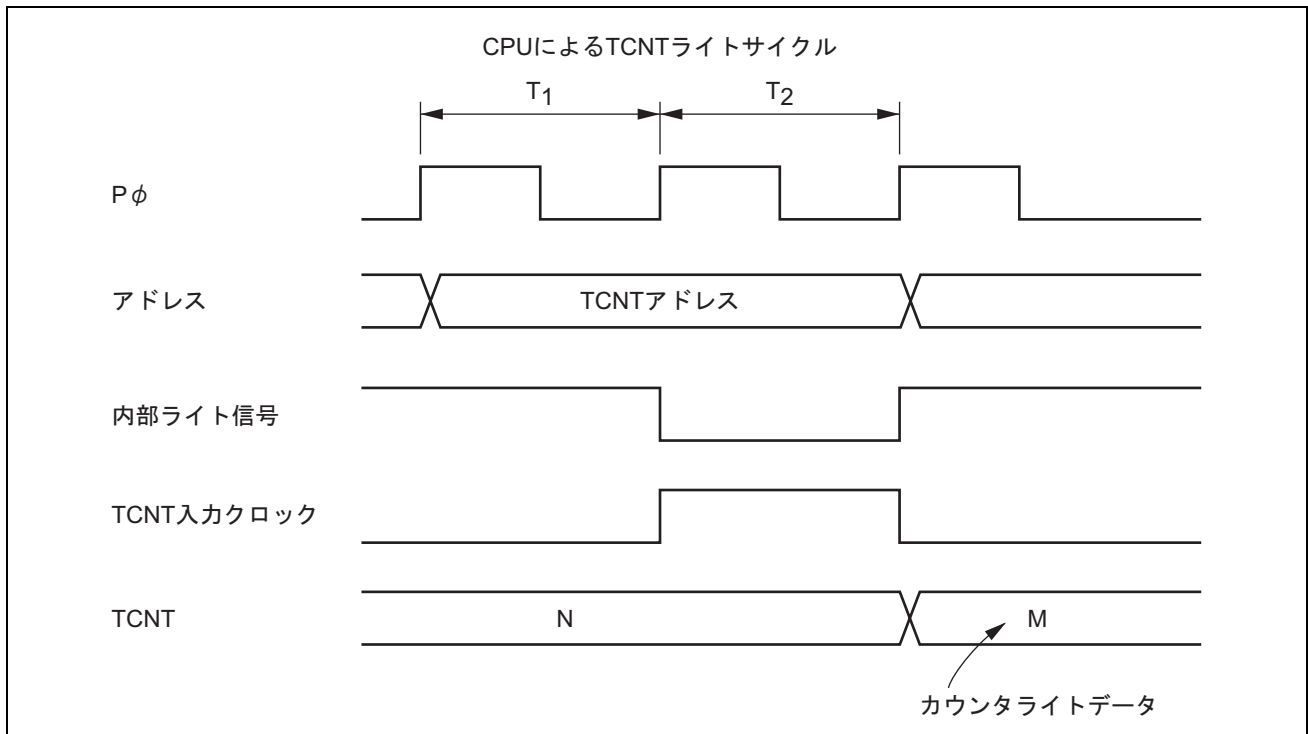 CPUによるTCNTライトサイクル
T1 T2
Pφ
アドレス TCNTアドレス
内部ライト信号
TCNT入力クロック
TCNT N M
カウンタライトデータ